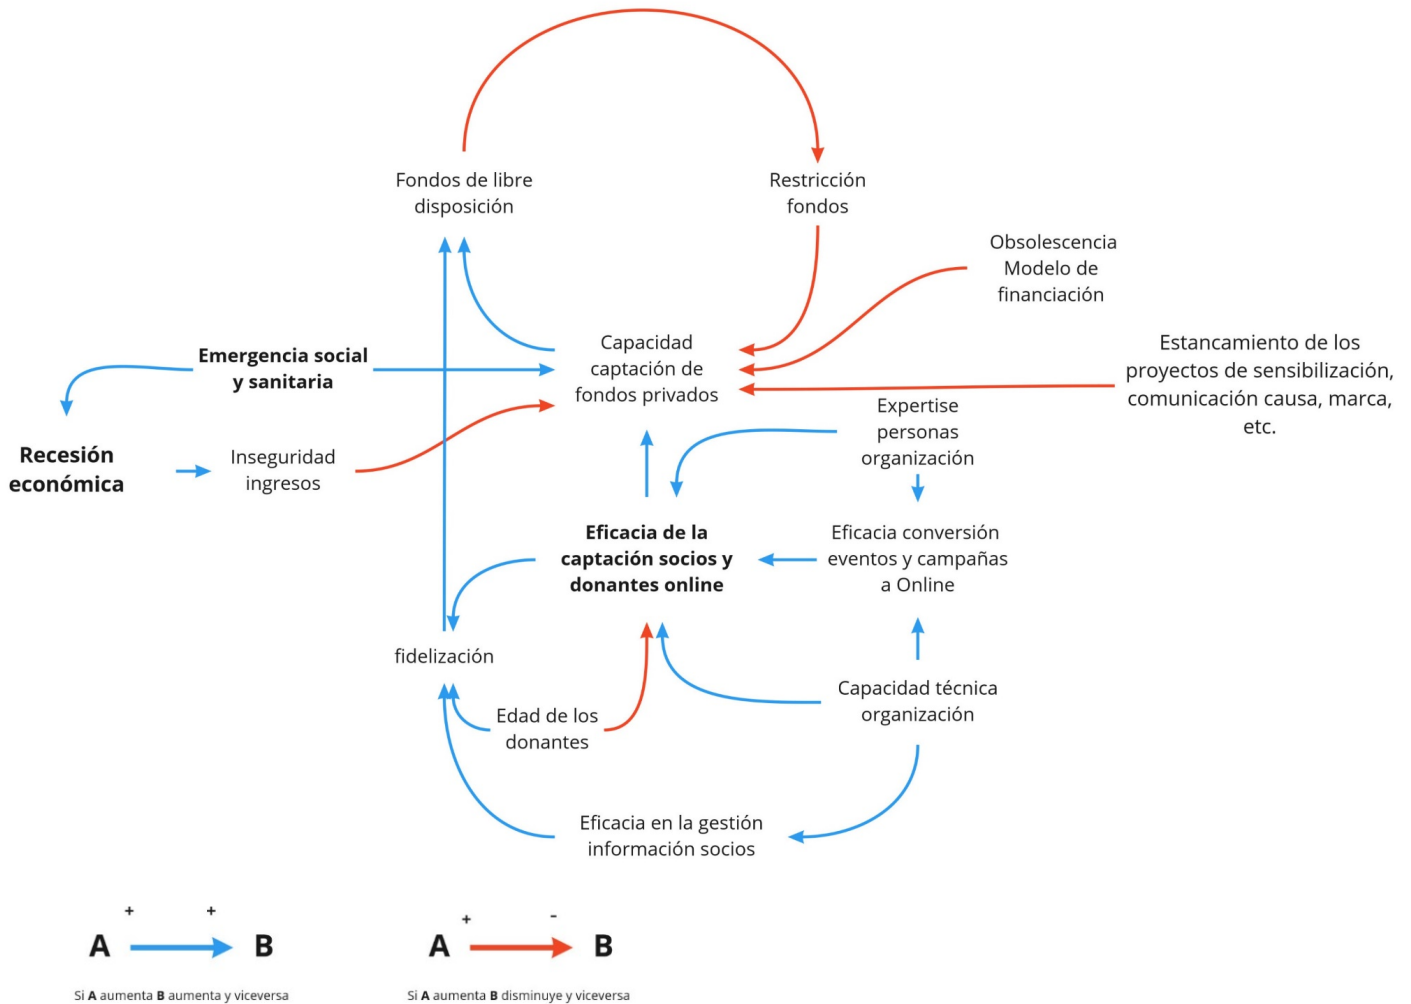 Fondos de libre
disposición
Restricción
fondos
Obsolescencia
Modelo de
financiación
Emergencia social
y sanitaria
Capacidad
captación de
fondos privados
Estancamiento de los
proyectos de sensibilización,
comunicación causa, marca,
etc.
Recesión
económica
Inseguridad
ingresos
Expertise
personas
organización
Eficacia de la
captación socios y
donantes online
Eficacia conversión
eventos y campañas
a Online
fidelización
Edad de los
donantes
Capacidad técnica
organización
Eficacia en la gestión
información socios
+ +
A B
Si A aumenta B aumenta y viceversa
+ -
A B
Si A aumenta B disminuye y viceversa